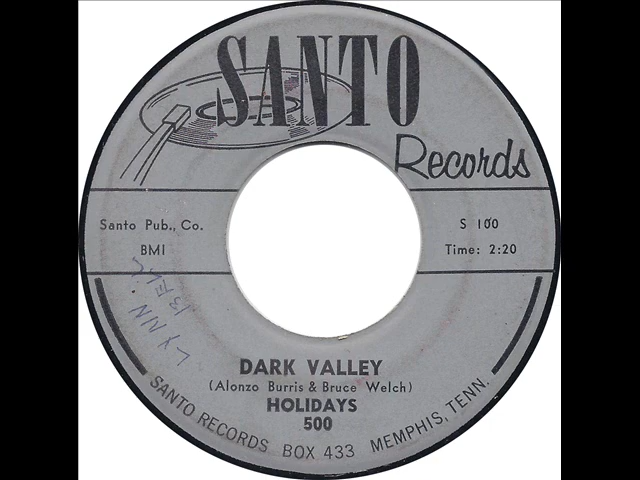 SANTO
Records
Santo Pub., Co.
BMI
S 100
Time: 2:20
LYNN
DARK VALLEY
(Alonzo Burris & Bruce Welch)
HOLIDAYS
500
SANTO RECORDS BOX 433 MEMPHIS, TENN.